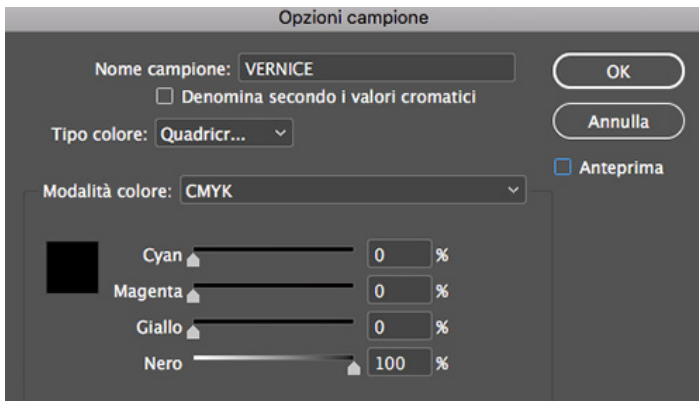 Opzioni campione
Nome campione: VERNICE
OK
Denomina secondo i valori cromatici
Annulla
Tipo colore: Quadricr...
Anteprima
Modalità colore: CMYK
Cyan 0 %
Magenta 0 %
Giallo 0 %
Nero 100 %